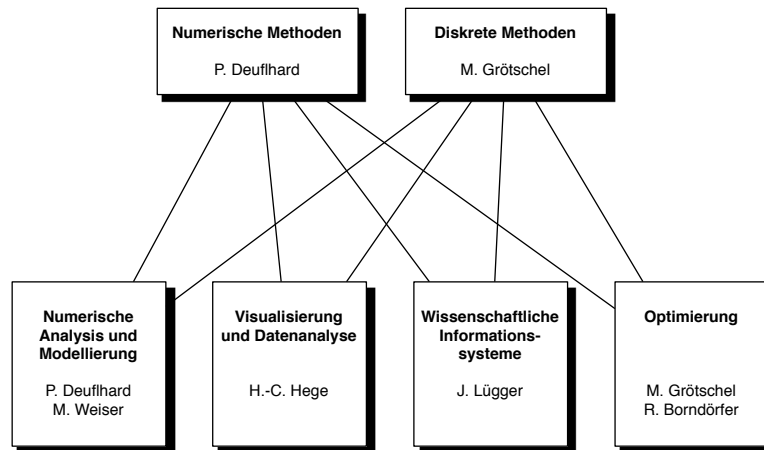 Numerische Methoden
P. Deuflhard
Diskrete Methoden
M. Grötschel
Numerische
Analysis und
Modellierung
P. Deuflhard
M. Weiser
Visualisierung
und Datenanalyse
H.-C. Hege
Wissenschaftliche
Informations-
systeme
J. Lügger
Optimierung
M. Grötschel
R. Borndörfer